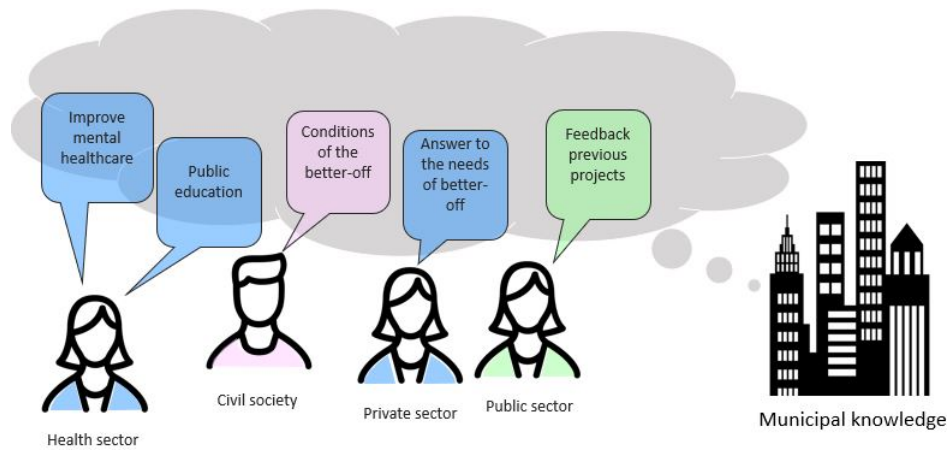 Improve
mental
healthcare
Public
education
Conditions
of the
better-off
Answer to
the needs
of better-
off
Feedback
previous
projects
Health sector
Civil society
Private sector
Public sector
Municipal knowledge